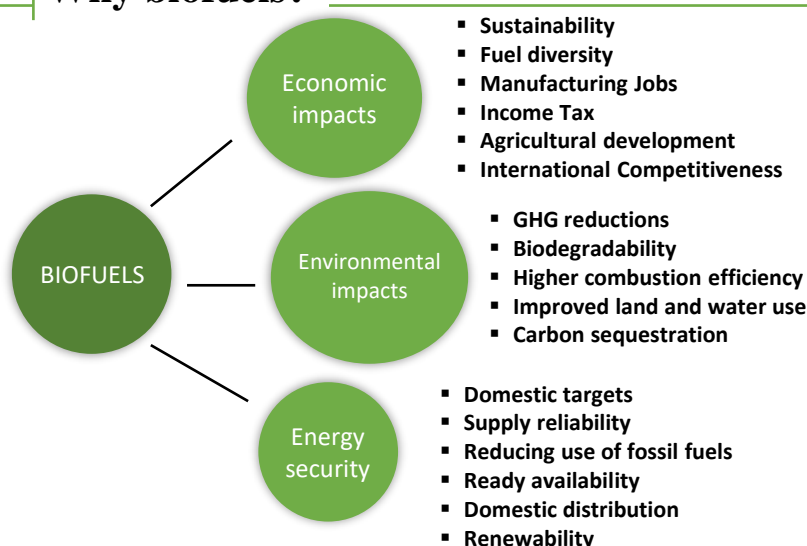 Why biofuels?
Economic
impacts
▪ Sustainability
▪ Fuel diversity
▪ Manufacturing Jobs
▪ Income Tax
▪ Agricultural development
▪ International Competitiveness
BIOFUELS
Environmental
impacts
▪ GHG reductions
▪ Biodegradability
▪ Higher combustion efficiency
▪ Improved land and water use
▪ Carbon sequestration
Energy
security
▪ Domestic targets
▪ Supply reliability
▪ Reducing use of fossil fuels
▪ Ready availability
▪ Domestic distribution
▪ Renewability